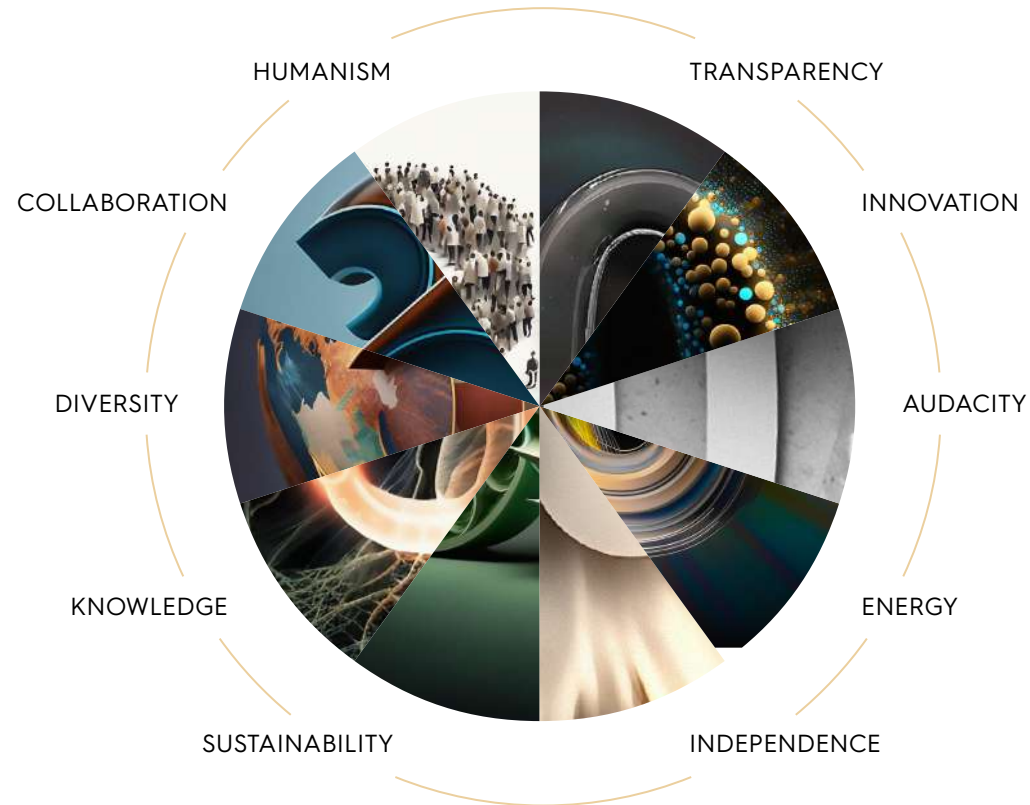 HUMANISM
TRANSPARENCY
COLLABORATION
INNOVATION
DIVERSITY
AUDACITY
KNOWLEDGE
ENERGY
SUSTAINABILITY
INDEPENDENCE